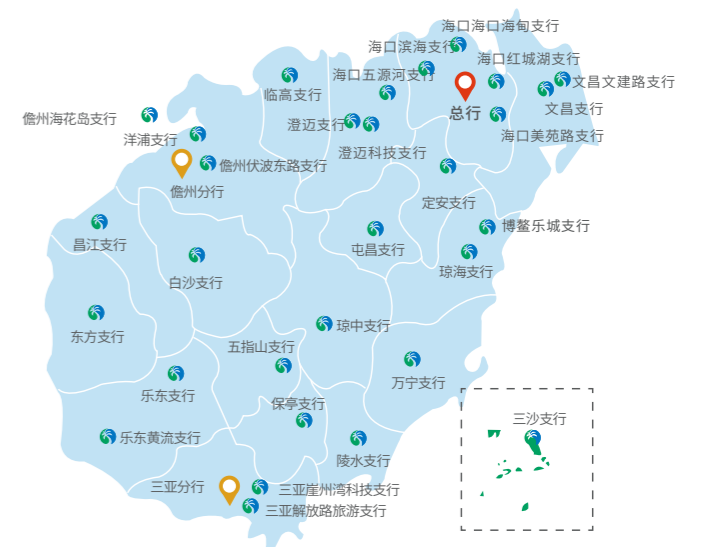 海口海口海甸支行
海口滨海支行
海口红城湖支行
海口五源河支行
文昌文建路支行
临高支行
文昌支行
总行
儋州海花岛支行
澄迈支行
洋浦支行
海口美苑路支行
澄迈科技支行
儋州伏波东路支行
儋州分行
定安支行
博鳌乐城支行
昌江支行
屯昌支行
琼海支行
白沙支行
琼中支行
东方支行
五指山支行
万宁支行
乐东支行
保亭支行
三沙支行
乐东黄流支行
陵水支行
三亚分行
三亚崖州湾科技支行
三亚解放路旅游支行